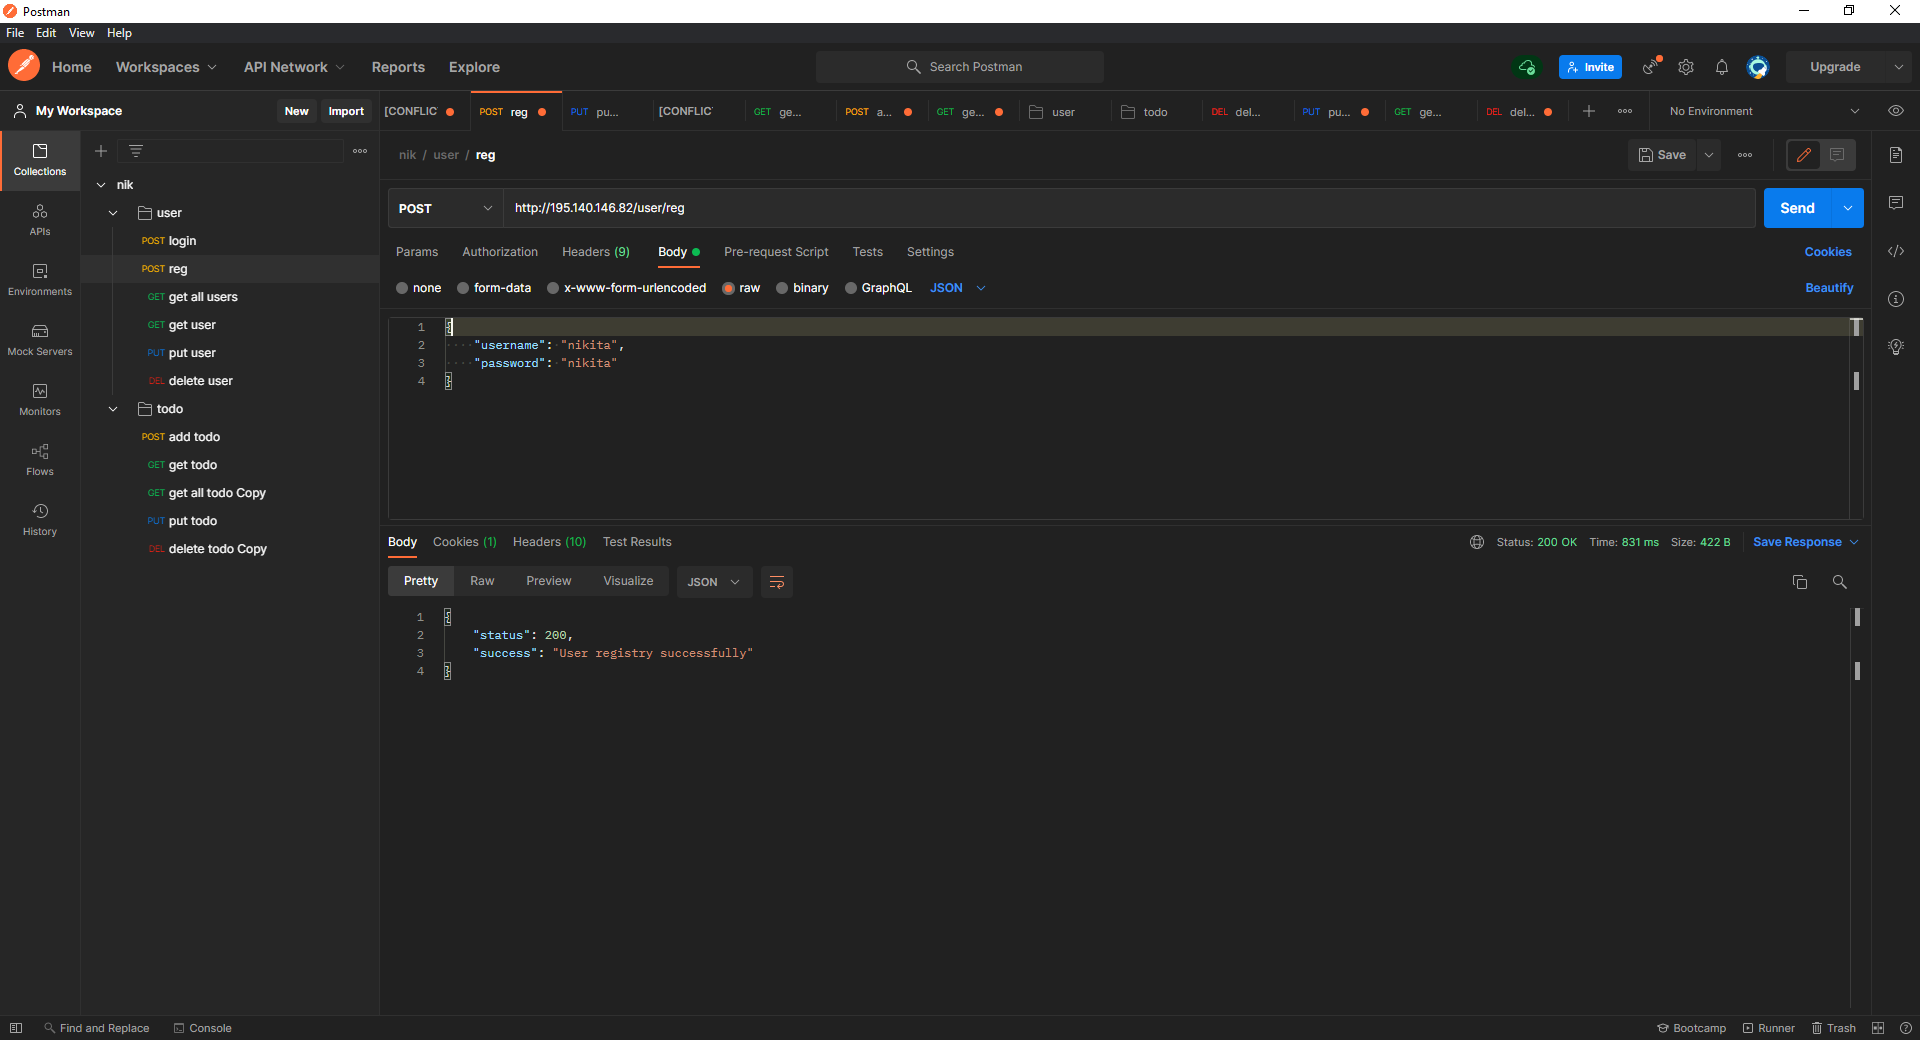 Postman
File Edit View Help
Home Workspaces API Network Reports Explore Search Postman Invite Upgrade
My Workspace New Import [CONFLIC POST reg PUT pu... [CONFLIC GET ge... POST a... GET ge... user todo DEL del... PUT pu... GET ge... DEL del... No Environment
nik / user / reg Save
POST http://195.140.146.82/user/reg Send
Params Authorization Headers (9) Body Pre-request Script Tests Settings Cookies
none form-data x-www-form-urlencoded raw binary GraphQL JSON Beautify
1 {
2 "username": "nikita",
3 "password": "nikita"
4 }
Collections
APIs
Environments
Mock Servers
Monitors
Flows
History
nik
user
POST login
POST reg
GET get all users
GET get user
PUT put user
DEL delete user
todo
POST add todo
GET get todo
GET get all todo Copy
PUT put todo
DEL delete todo Copy
Body Cookies (1) Headers (10) Test Results Status: 200 OK Time: 831 ms Size: 422 B Save Response
Pretty Raw Preview Visualize JSON
1 {
2 "status": 200,
3 "success": "User registry successfully"
4 }
Find and Replace Console Bootcamp Runner Trash